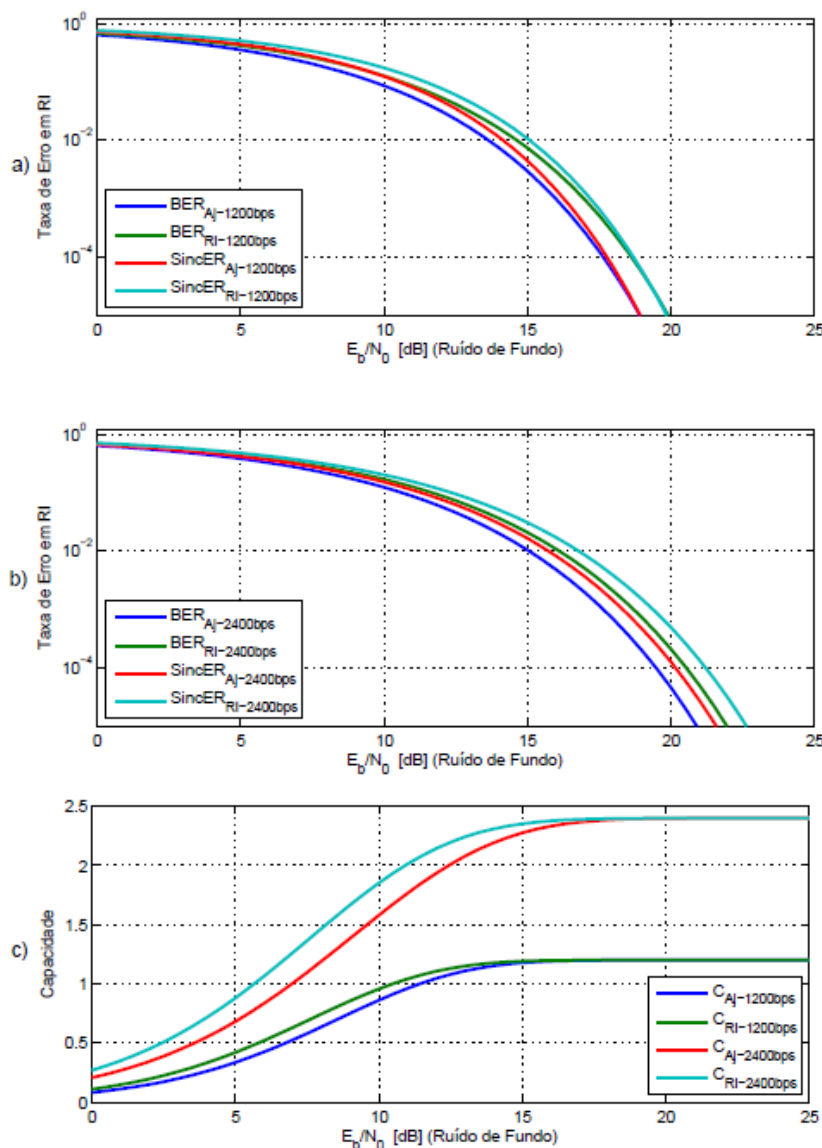 a)
Taxa de Erro em RI
10^0
10^-2
10^-4
BER_Aj-1200bps
BER_RI-1200bps
SincER_Aj-1200bps
SincER_RI-1200bps
0 5 10 15 20 25
E_b/N_0 [dB] (Ruído de Fundo)
b)
Taxa de Erro em RI
10^0
10^-2
10^-4
BER_Aj-2400bps
BER_RI-2400bps
SincER_Aj-2400bps
SincER_RI-2400bps
0 5 10 15 20 25
E_b/N_0 [dB] (Ruído de Fundo)
c)
Capacidade
2.5
2
1.5
1
0.5
0
C_Aj-1200bps
C_RI-1200bps
C_Aj-2400bps
C_RI-2400bps
0 5 10 15 20 25
E_b/N_0 [dB] (Ruído de Fundo)